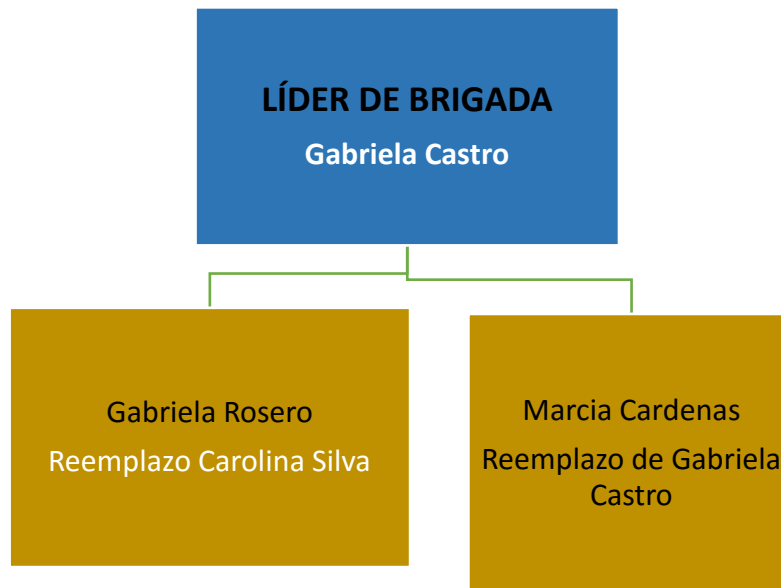 LÍDER DE BRIGADA
Gabriela Castro
Gabriela Rosero
Reemplazo Carolina Silva
Marcia Cardenas
Reemplazo de Gabriela
Castro